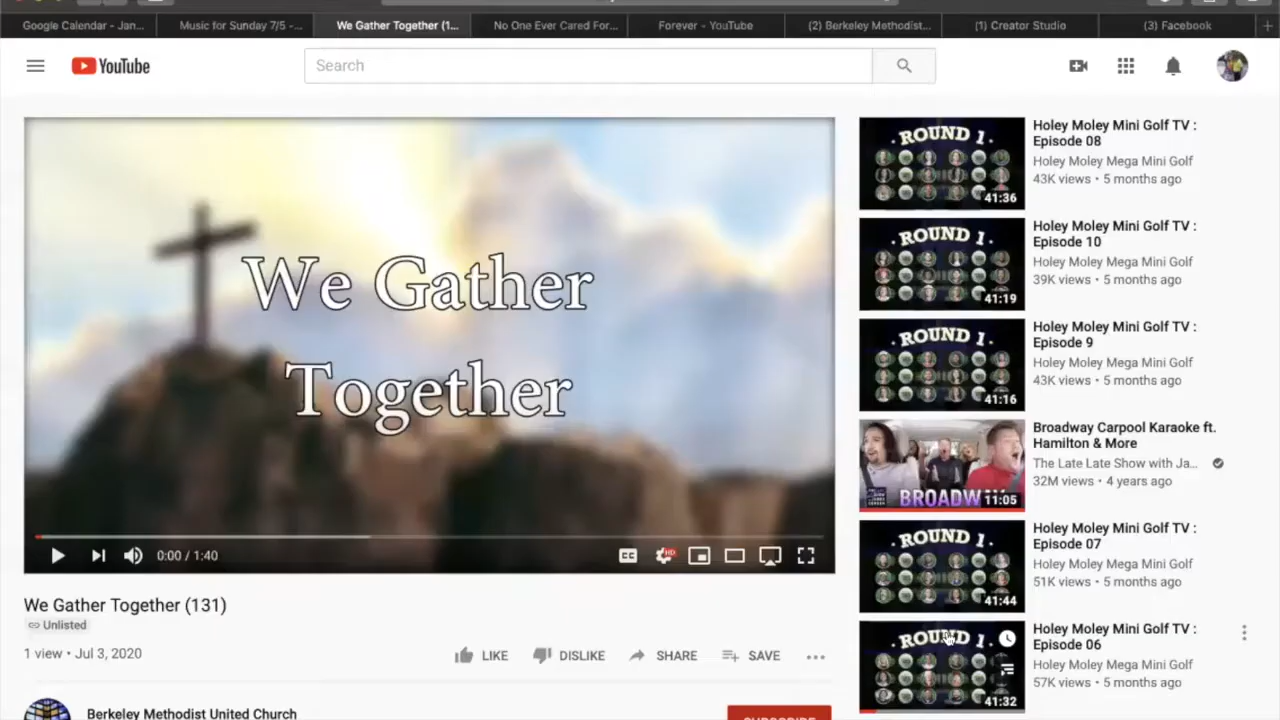 Google Calendar - Jan...
Music for Sunday 7/5 -...
We Gather Together (1...
No One Ever Cared For...
Forever - YouTube
(2) Berkeley Methodist...
(1) Creator Studio
(3) Facebook
YouTube
Search
We Gather
Together
0:00 / 1:40
CC
HD
We Gather Together (131)
Unlisted
1 view • Jul 3, 2020
LIKE
DISLIKE
SHARE
SAVE
Berkeley Methodist United Church
SUBSCRIBE
· ROUND 1 ·
41:36
Holey Moley Mini Golf TV :
Episode 08
Holey Moley Mega Mini Golf
43K views • 5 months ago
· ROUND 1 ·
41:19
Holey Moley Mini Golf TV :
Episode 10
Holey Moley Mega Mini Golf
39K views • 5 months ago
· ROUND 1 ·
41:16
Holey Moley Mini Golf TV :
Episode 9
Holey Moley Mega Mini Golf
43K views • 5 months ago
BROADW
11:05
Broadway Carpool Karaoke ft.
Hamilton & More
The Late Late Show with Ja...
32M views • 4 years ago
· ROUND 1 ·
41:44
Holey Moley Mini Golf TV :
Episode 07
Holey Moley Mega Mini Golf
51K views • 5 months ago
ROUND 1 ·
41:32
Holey Moley Mini Golf TV :
Episode 06
Holey Moley Mega Mini Golf
57K views • 5 months ago